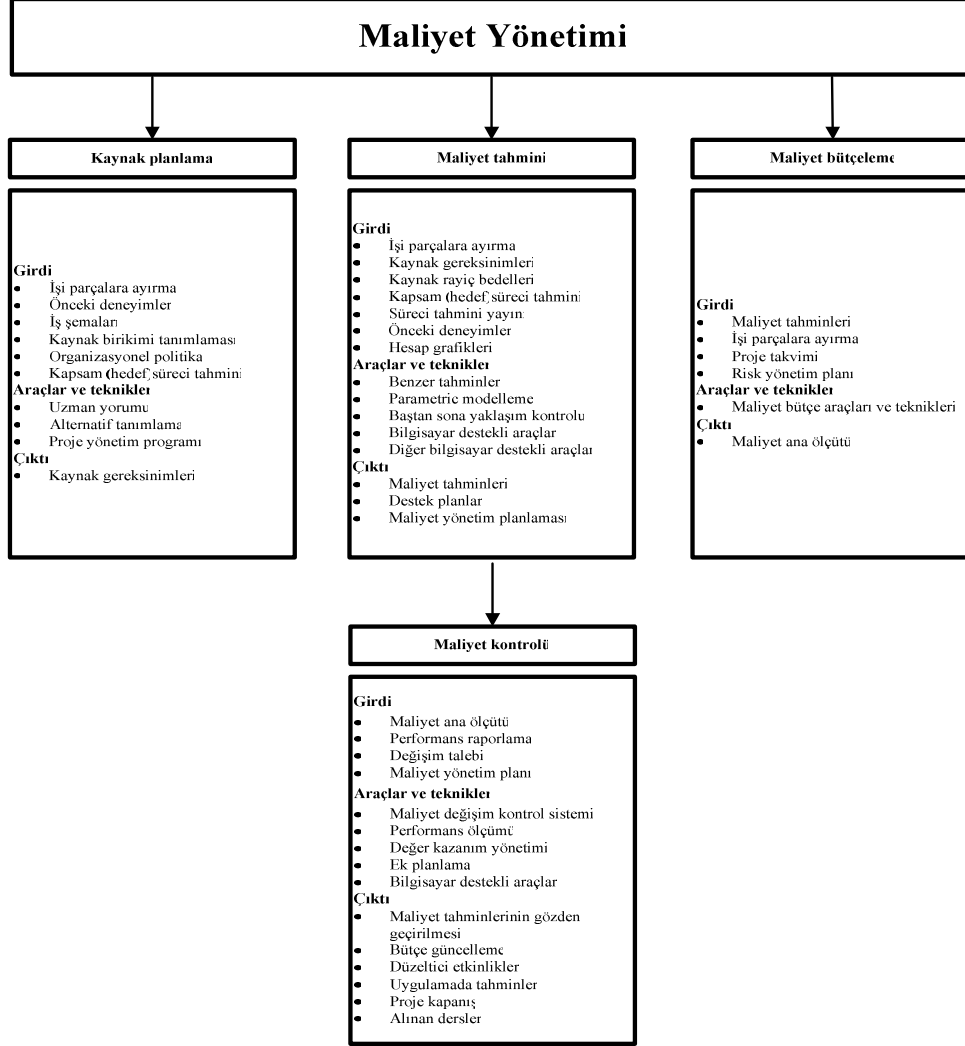 Maliyet Yönetimi
Kaynak planlama
Girdi
• İşi parçalara ayırma
• Önceki deneyimler
• İş şemaları
• Kaynak birikimi tanımlaması
• Organizasyonel politika
• Kapsam (hedef) süreci tahmini
Araçlar ve teknikler
• Uzman yorumu
• Alternatif tanımlama
• Proje yönetim programı
Çıktı
• Kaynak gereksinimleri
Maliyet tahmini
Girdi
• İşi parçalara ayırma
• Kaynak gereksinimleri
• Kaynak rayiç bedelleri
• Kapsam (hedef) süreci tahmini
• Süreci tahmini yayını
• Önceki deneyimler
• Hesap grafikleri
Araçlar ve teknikler
• Benzer tahminler
• Parametric modelleme
• Baştan sona yaklaşım kontrolu
• Bilgisayar destekli araçlar
• Diğer bilgisayar destekli araçlar
Çıktı
• Maliyet tahminleri
• Destek planlar
• Maliyet yönetim planlaması
Maliyet bütçeleme
Girdi
• Maliyet tahminleri
• İşi parçalara ayırma
• Proje takvimi
• Risk yönetim planı
Araçlar ve teknikler
• Maliyet bütçe araçları ve teknikleri
Çıktı
• Maliyet ana ölçütü
Maliyet kontrolü
Girdi
• Maliyet ana ölçütü
• Performans raporlama
• Değişim talebi
• Maliyet yönetim planı
Araçlar ve teknikler
• Maliyet değişim kontrol sistemi
• Performans ölçümü
• Değer kazanım yönetimi
• Ek planlama
• Bilgisayar destekli araçlar
Çıktı
• Maliyet tahminlerinin gözden
geçirilmesi
• Bütçe güncelleme
• Düzeltici etkinlikler
• Uygulamada tahminler
• Proje kapanış
• Alınan dersler